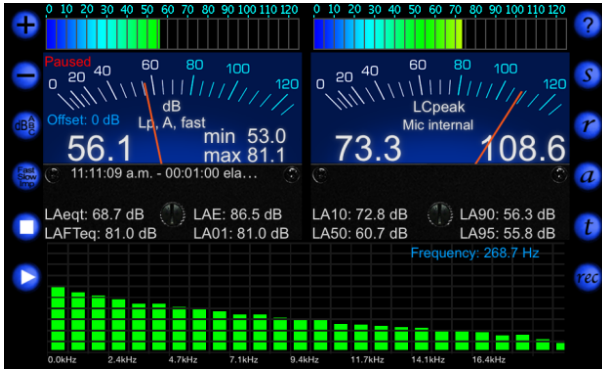 0 10 20 30 40 50 60 70 80 90 100 110 120
0 10 20 30 40 50 60 70 80 90 100 110 120
+
?
Paused
0 20 40 60 80 100 120
dB
Lp, A, fast
Offset: 0 dB
56.1
min 53.0
max 81.1
0 20 40 60 80 100 120
LCpeak
Mic internal
73.3
108.6
−
s
dB A B C
r
Fast
Slow
Imp
a
11:11:09 a.m. - 00:01:00 ela...
LAeqt: 68.7 dB
LAE: 86.5 dB
LAFTeq: 81.0 dB
LA01: 81.0 dB
LA10: 72.8 dB
LA90: 56.3 dB
LA50: 60.7 dB
LA95: 55.8 dB
t
rec
Frequency: 268.7 Hz
0.0kHz 2.4kHz 4.7kHz 7.1kHz 9.4kHz 11.7kHz 14.1kHz 16.4kHz